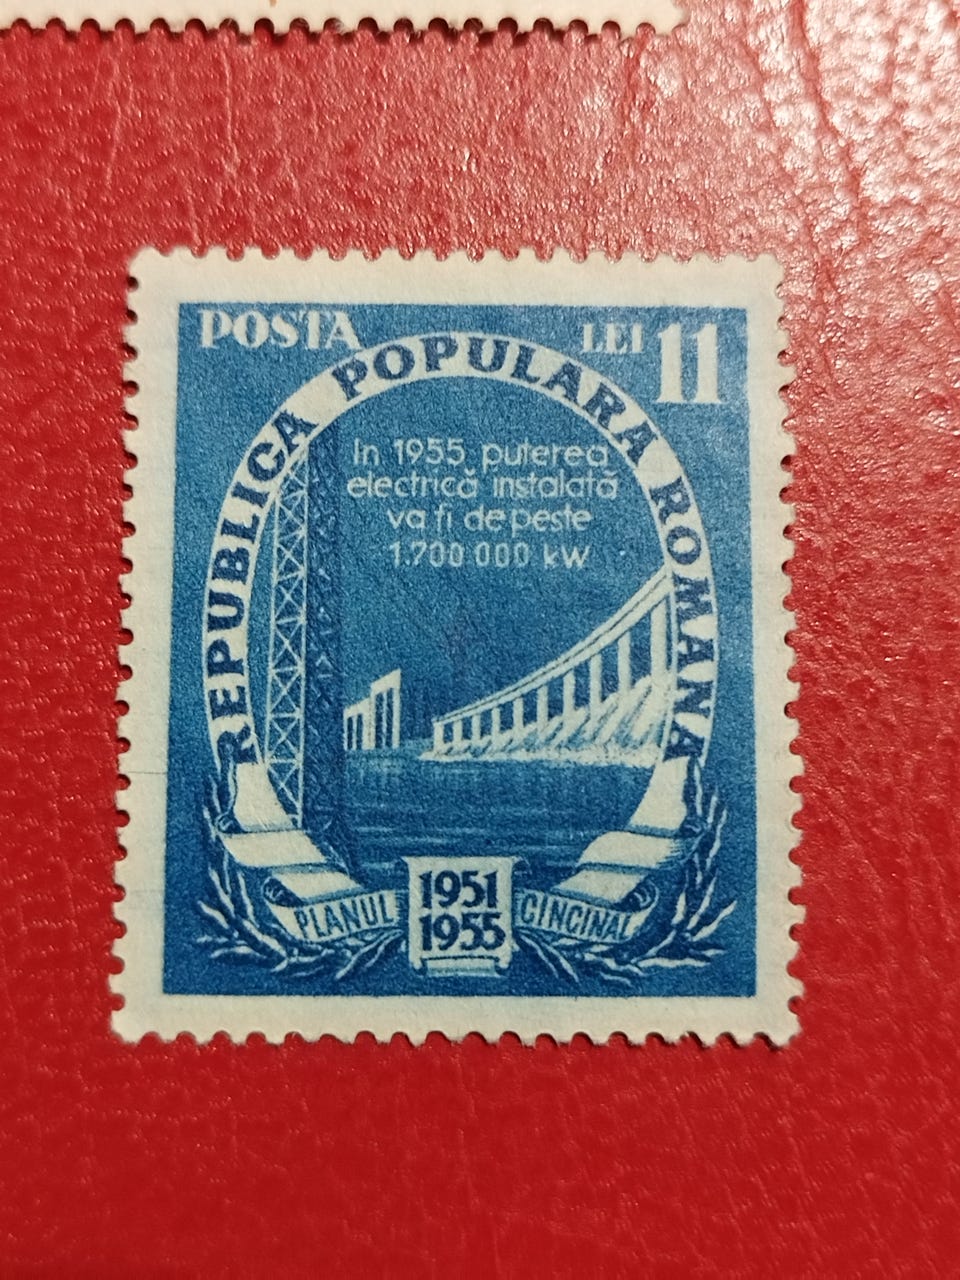 POSTA
LEI 11
REPUBLICA POPULARA ROMANA
In 1955 puterea
electrică instalată
va fi de peste
1.700 000 kW
PLANUL 1951 CINCINAL
1955